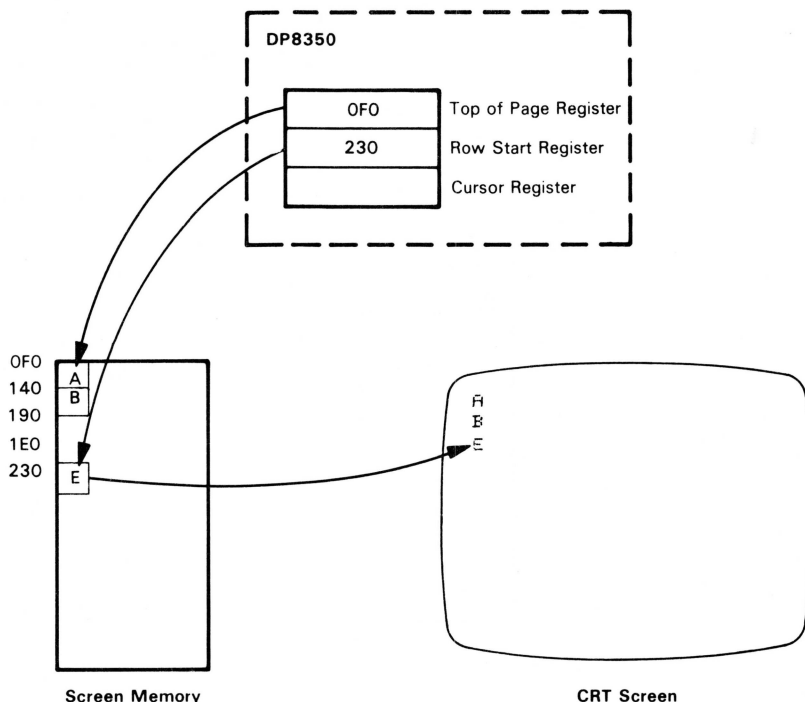 DP8350
0F0 Top of Page Register
230 Row Start Register
Cursor Register
0F0
140
190
1E0
230
A
B
E
A
B
E
Screen Memory
CRT Screen